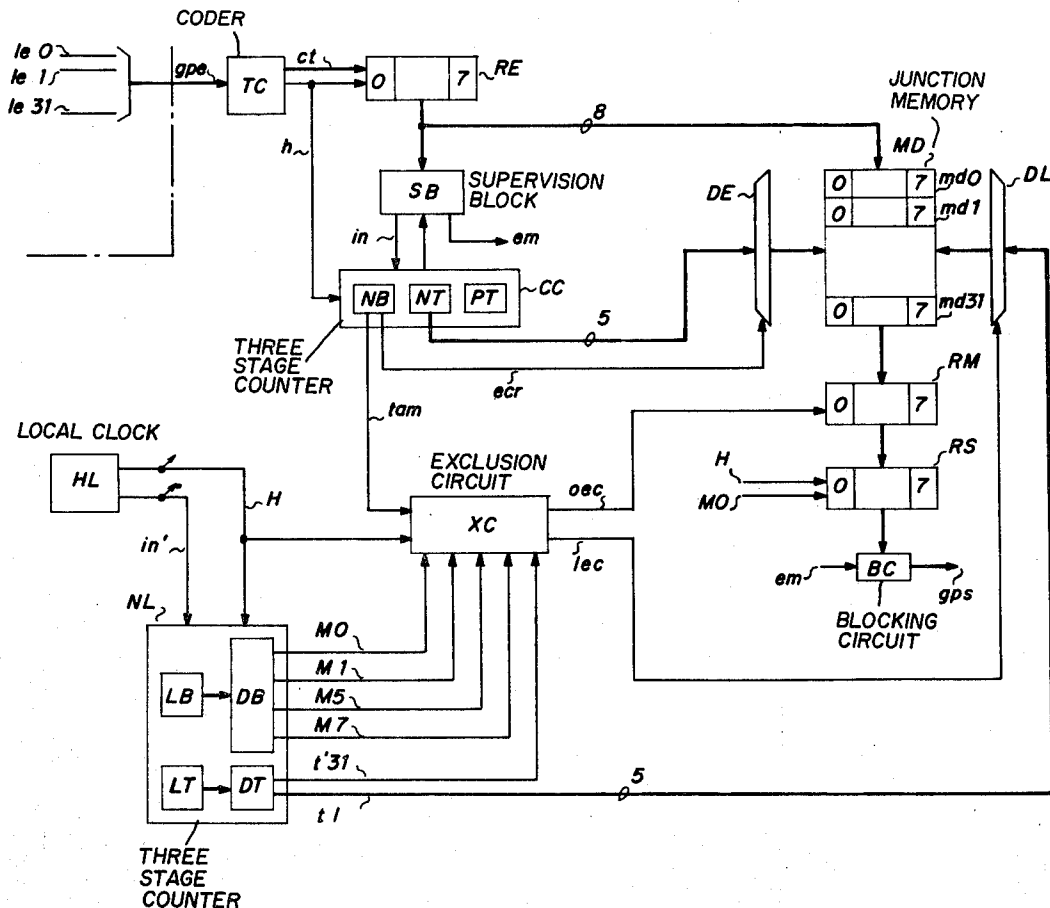 CODER
le 0
le 1
le 31
gpe
TC
ct
h
0 7
RE
8
JUNCTION
MEMORY
MD
SB
SUPERVISION
BLOCK
in
em
DE
0 7
md0
0 7
md1
DL
NB
NT
PT
CC
0 7
md31
5
THREE
STAGE
COUNTER
ecr
tam
RM
0 7
LOCAL CLOCK
HL
H
in'
EXCLUSION
CIRCUIT
XC
oec
lec
RS
H
MO
0 7
em
BC
gps
BLOCKING
CIRCUIT
NL
LB
DB
MO
M1
M5
M7
LT
DT
t'31
tl
5
THREE
STAGE
COUNTER